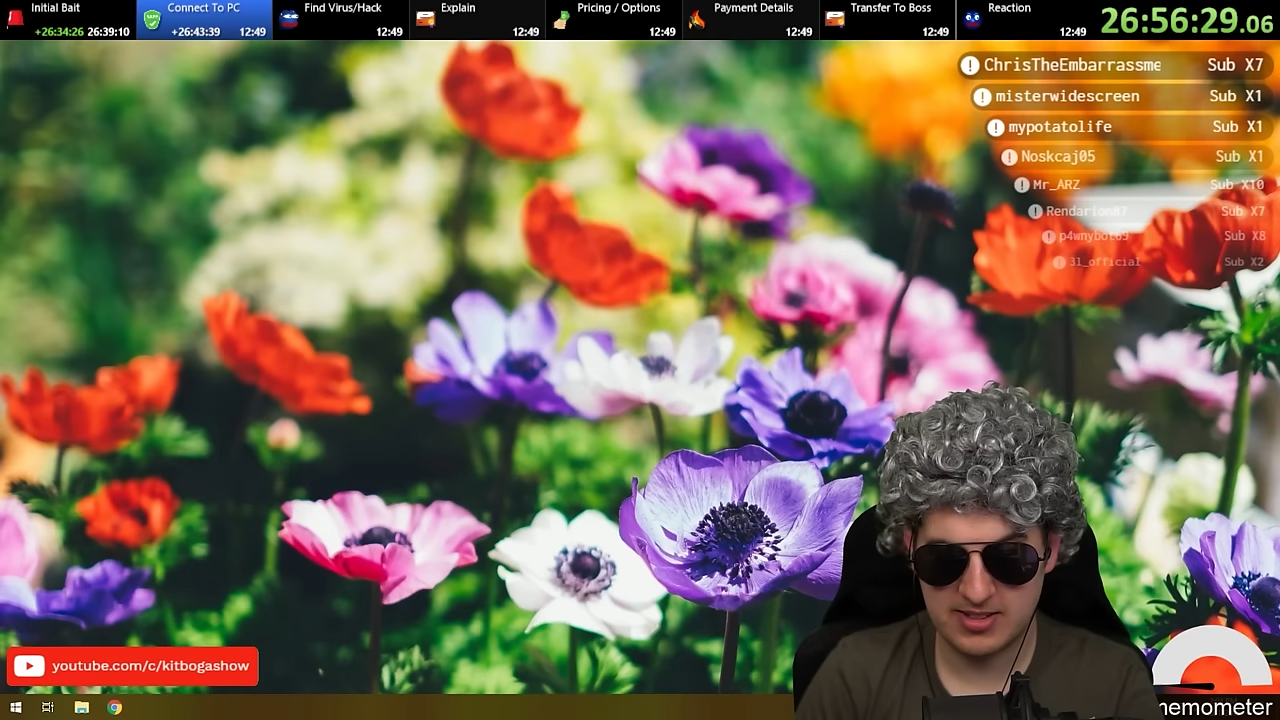 Initial Bait
+26:34:26 26:39:10
Connect To PC
+26:43:39 12:49
Find Virus/Hack
12:49
Explain
12:49
Pricing / Options
12:49
Payment Details
12:49
Transfer To Boss
12:49
Reaction
12:49
26:56:29.06
ChrisTheEmbarrassme Sub X7
misterwidescreen Sub X1
mypotatolife Sub X1
Noskcaj05 Sub X1
Mr_ARZ Sub X10
Rendarion87 Sub X7
p4wnybot69 Sub X8
3l_official Sub X2
youtube.com/c/kitbogashow
hemometer